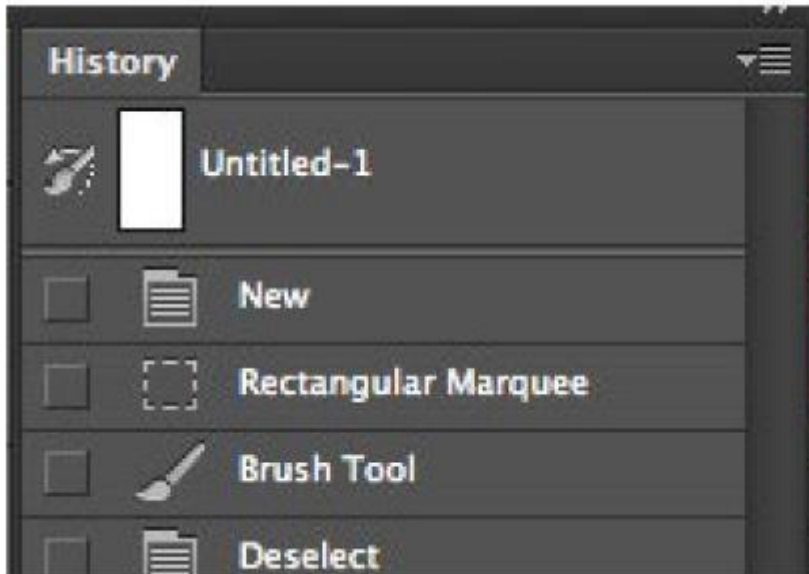 History
Untitled-1
New
Rectangular Marquee
Brush Tool
Deselect